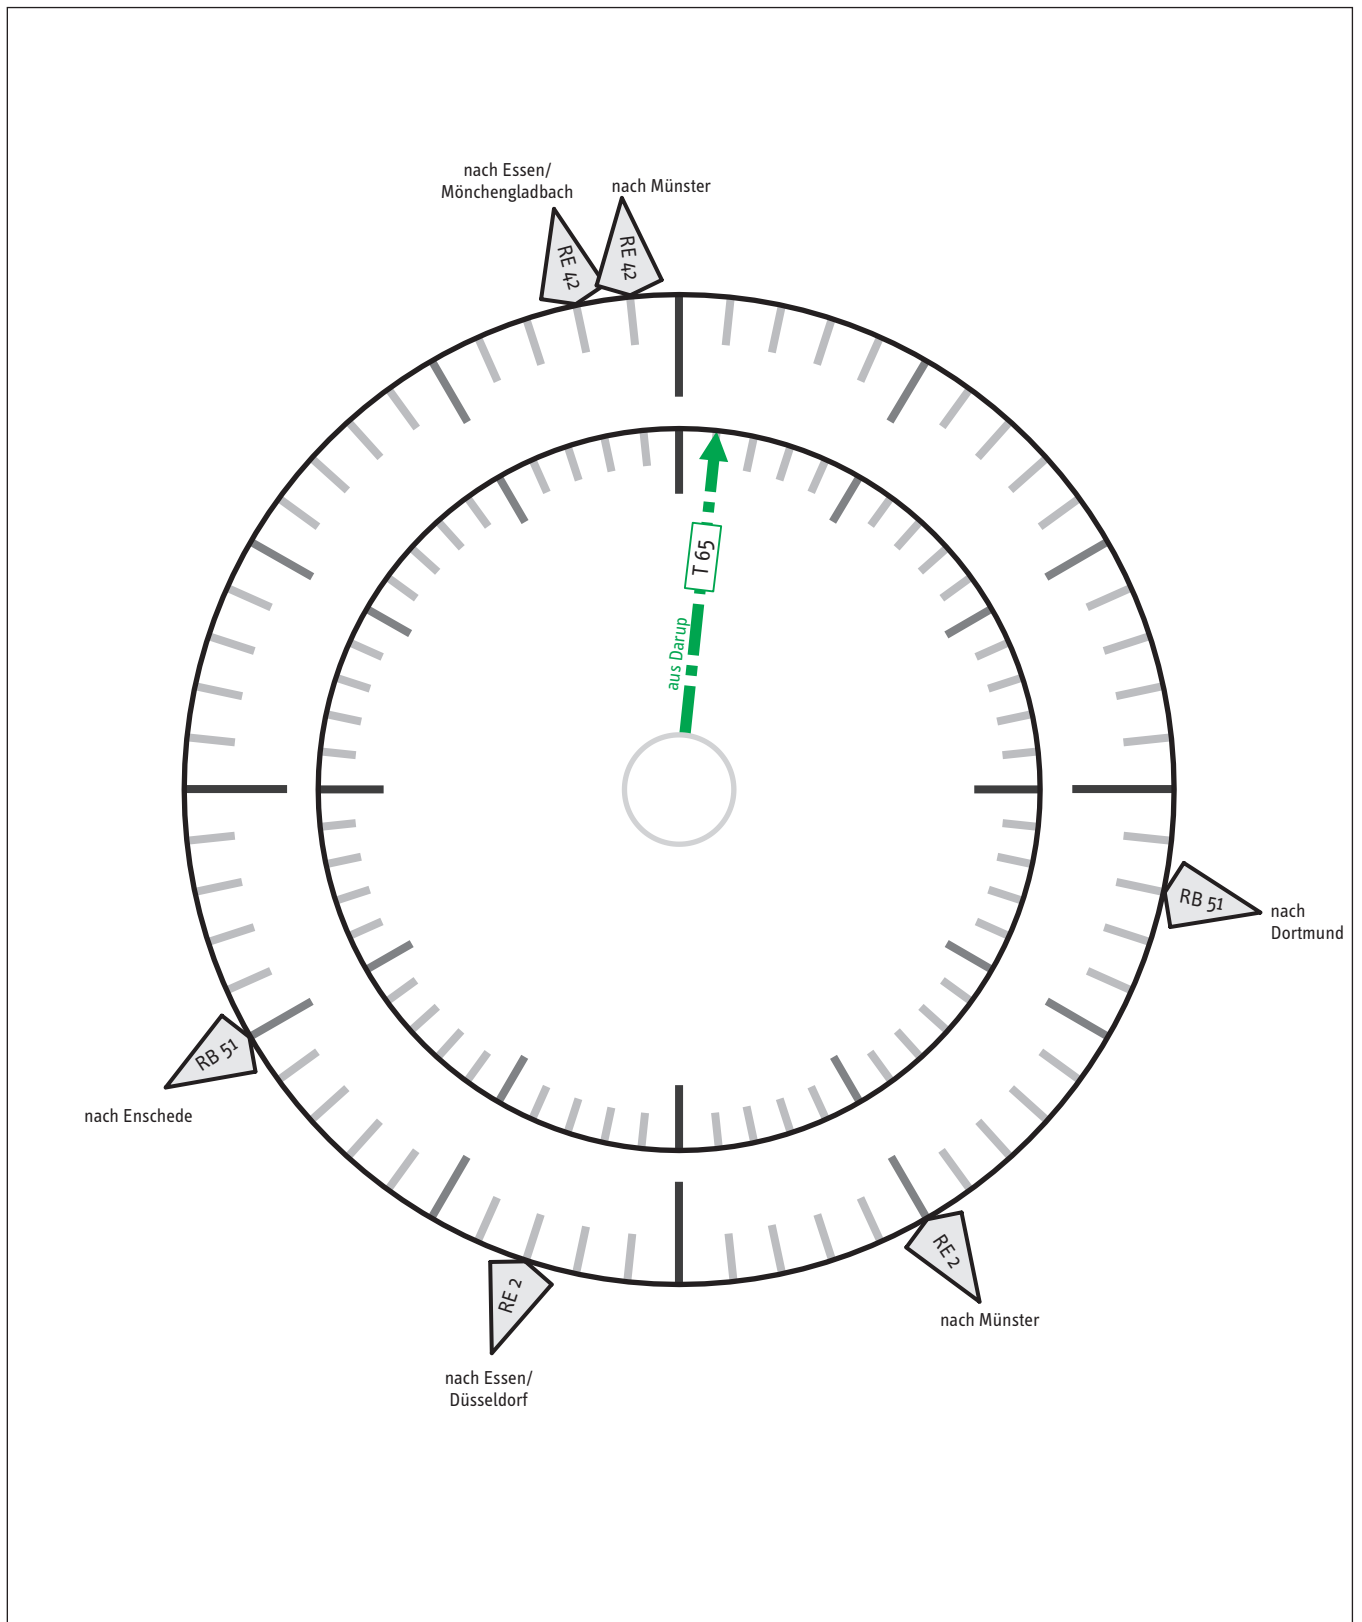 nach Essen/
Mönchengladbach
nach Münster
RE 42
RE 42
T 65
aus Darup
RB 51
nach
Dortmund
RB 51
nach Enschede
RE 2
nach Münster
RE 2
nach Essen/
Düsseldorf